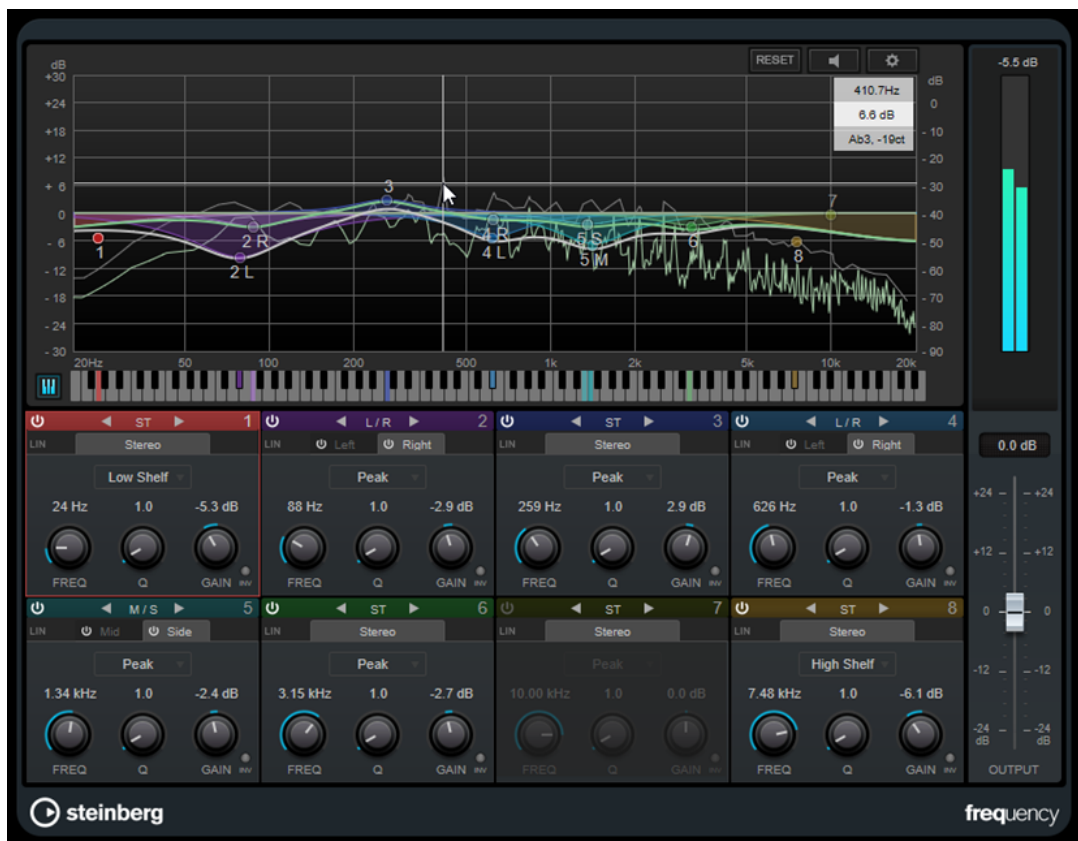 RESET
-5.5 dB
dB
+30
+24
+18
+12
+ 6
0
- 6
- 12
- 18
- 24
- 30
410.7Hz
6.6 dB
Ab3, -19ct
dB
0
- 10
- 20
- 30
- 40
- 50
- 60
- 70
- 80
- 90
1
2 R
2 L
3
4 R
4 L
5 S
5 M
6
7
8
20Hz 50 100 200 500 1k 2k 5k 10k 20k
ST 1
LIN Stereo
Low Shelf
24 Hz 1.0 -5.3 dB
FREQ Q GAIN INV
L / R 2
LIN Left Right
Peak
88 Hz 1.0 -2.9 dB
FREQ Q GAIN INV
ST 3
LIN Stereo
Peak
259 Hz 1.0 2.9 dB
FREQ Q GAIN INV
L / R 4
LIN Left Right
Peak
626 Hz 1.0 -1.3 dB
FREQ Q GAIN INV
M / S 5
LIN Mid Side
Peak
1.34 kHz 1.0 -2.4 dB
FREQ Q GAIN INV
ST 6
LIN Stereo
Peak
3.15 kHz 1.0 -2.7 dB
FREQ Q GAIN INV
ST 7
LIN Stereo
Peak
10.00 kHz 1.0 0.0 dB
FREQ Q GAIN INV
ST 8
LIN Stereo
High Shelf
7.48 kHz 1.0 -6.1 dB
FREQ Q GAIN INV
0.0 dB
+24 +24
+12 +12
0 0
-12 -12
-24 -24
dB dB
OUTPUT
steinberg
frequency